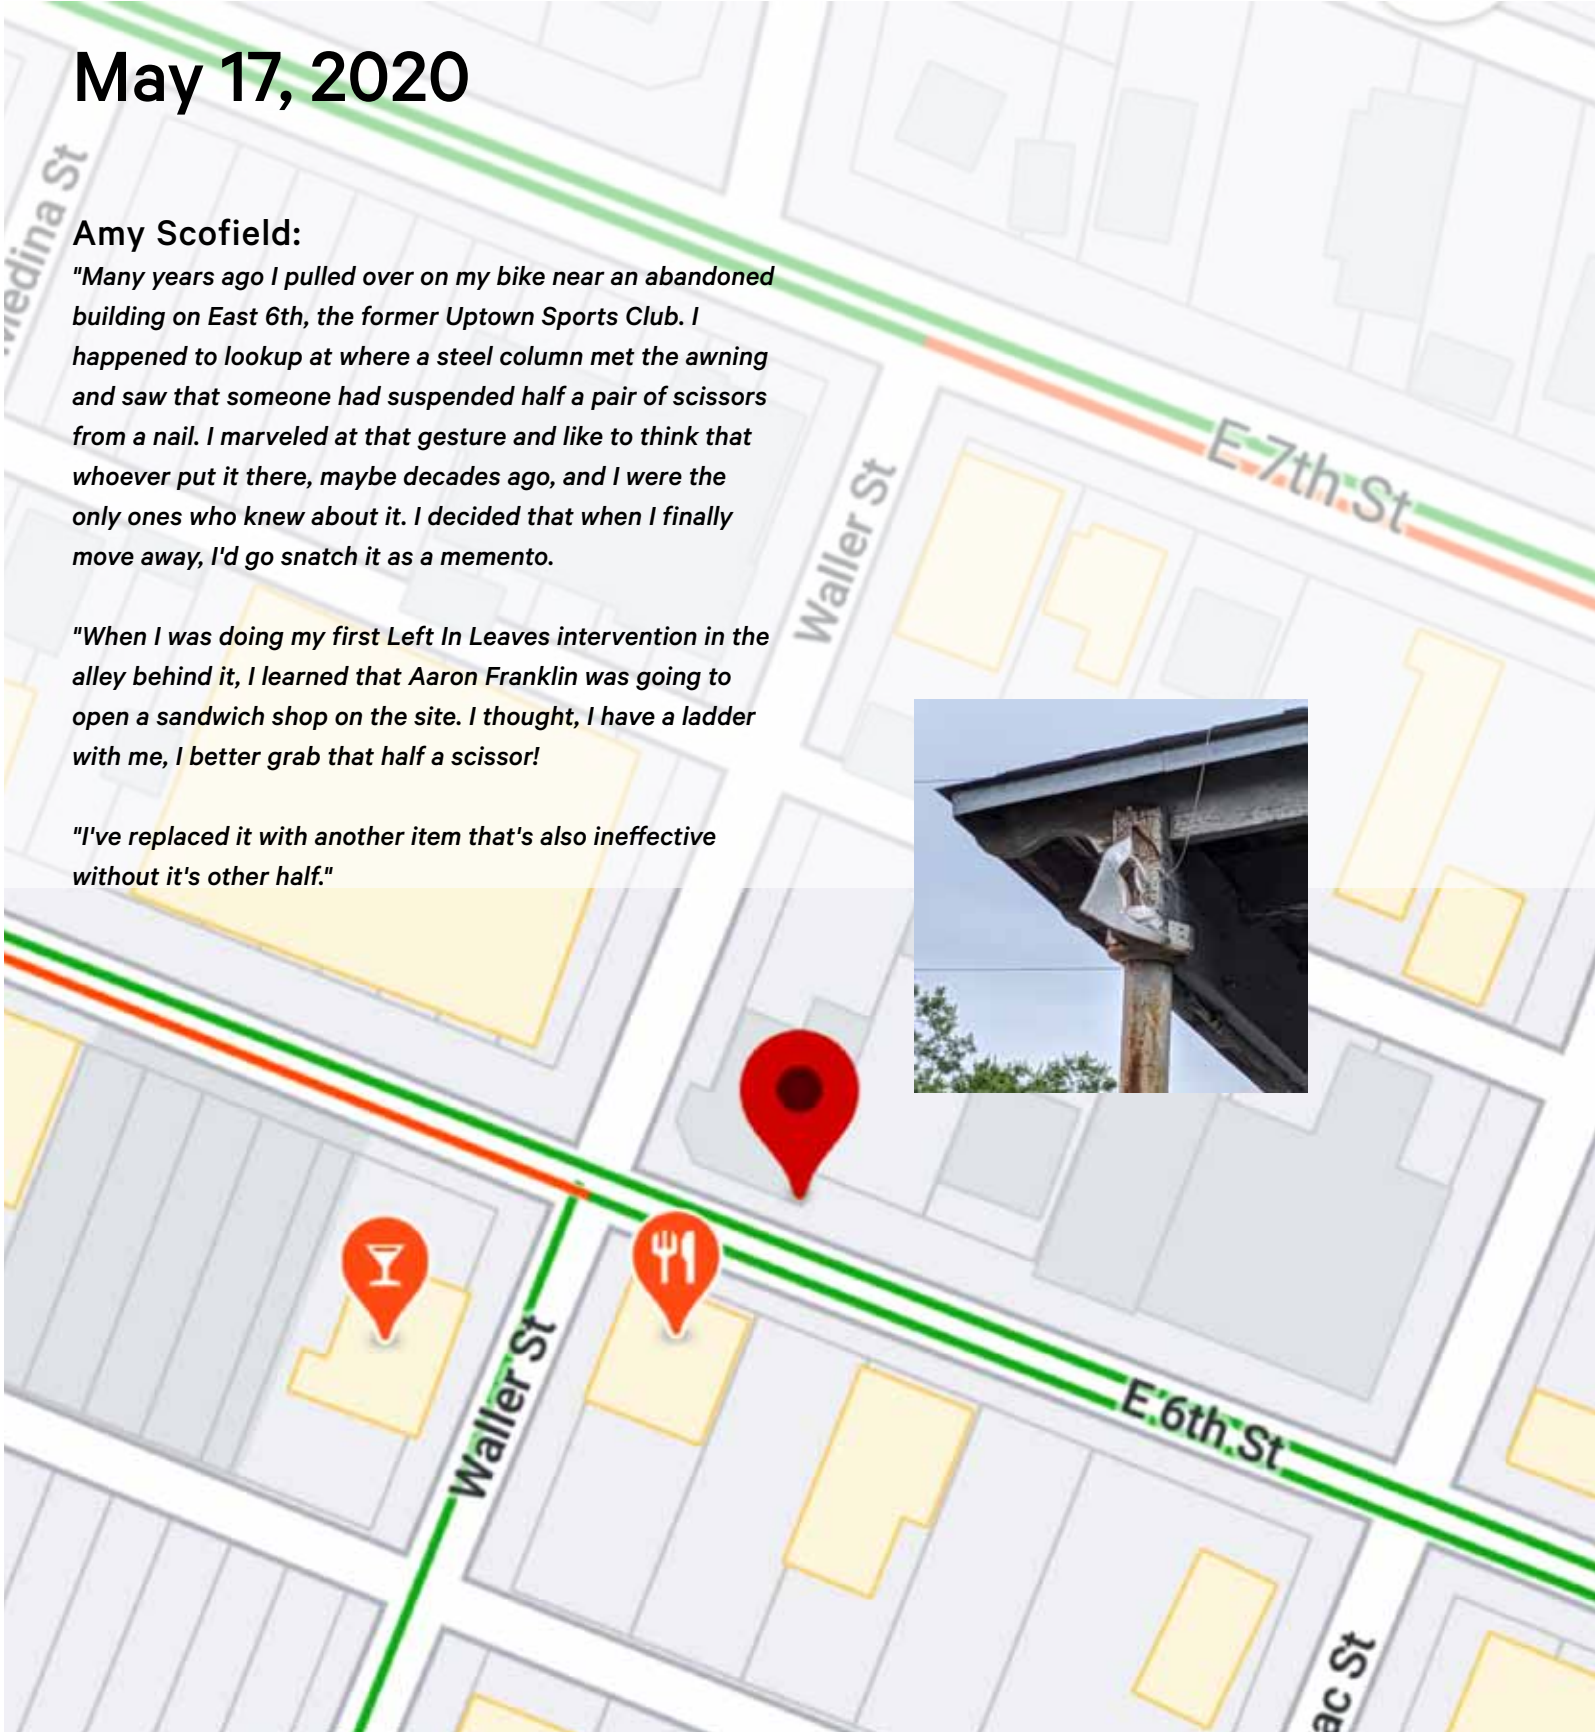 May 17, 2020
Medina St
Amy Scofield:
"Many years ago I pulled over on my bike near an abandoned
building on East 6th, the former Uptown Sports Club. I
happened to lookup at where a steel column met the awning
and saw that someone had suspended half a pair of scissors
from a nail. I marveled at that gesture and like to think that
whoever put it there, maybe decades ago, and I were the
only ones who knew about it. I decided that when I finally
move away, I'd go snatch it as a memento.
"When I was doing my first Left In Leaves intervention in the
alley behind it, I learned that Aaron Franklin was going to
open a sandwich shop on the site. I thought, I have a ladder
with me, I better grab that half a scissor!
"I've replaced it with another item that's also ineffective
without it's other half."
E 7th St
Waller St
Waller St
E 6th St
ac St